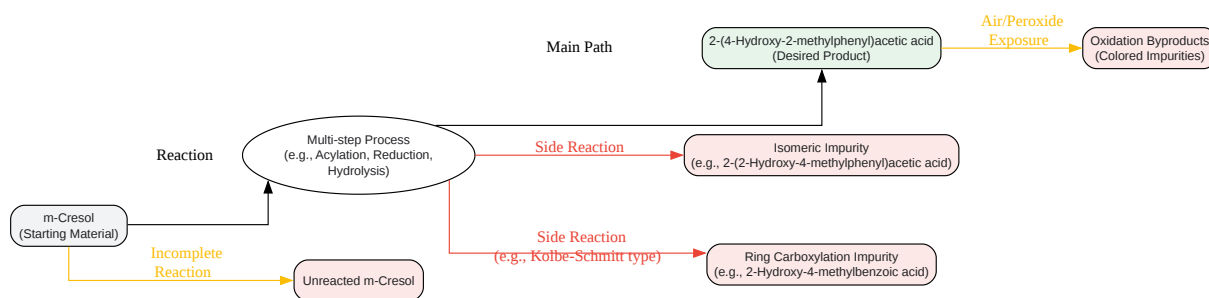 Air/Peroxide
Exposure
Main Path
2-(4-Hydroxy-2-methylphenyl)acetic acid
(Desired Product)
Oxidation Byproducts
(Colored Impurities)
Reaction
Multi-step Process
(e.g., Acylation, Reduction,
Hydrolysis)
Side Reaction
Isomeric Impurity
(e.g., 2-(2-Hydroxy-4-methylphenyl)acetic acid)
m-Cresol
(Starting Material)
Incomplete
Reaction
Unreacted m-Cresol
Side Reaction
(e.g., Kolbe-Schmitt type)
Ring Carboxylation Impurity
(e.g., 2-Hydroxy-4-methylbenzoic acid)